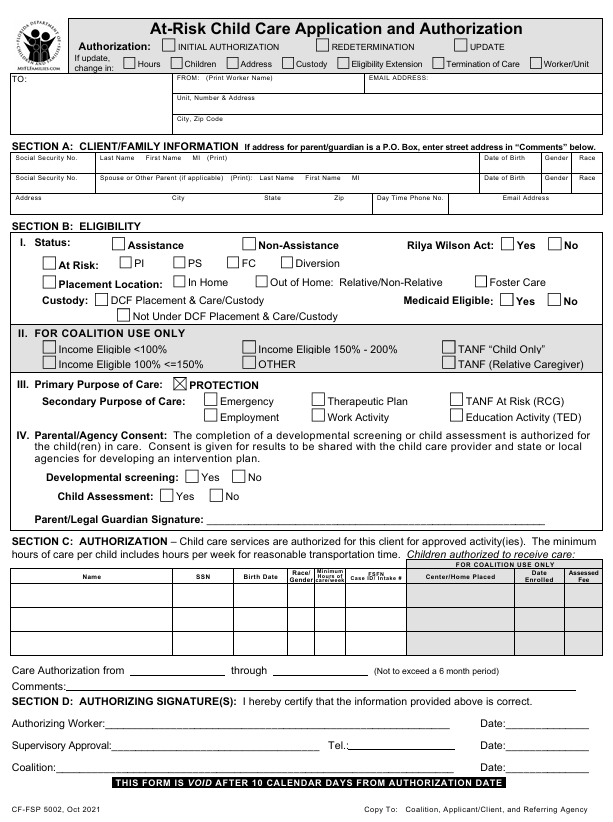 FLORIDA DEPARTMENT OF
CHILDREN AND FAMILIES
MYFLFAMILIES.COM
At-Risk Child Care Application and Authorization
Authorization: INITIAL AUTHORIZATION REDETERMINATION UPDATE
If update, change in: Hours Children Address Custody Eligibility Extension Termination of Care Worker/Unit
TO:
FROM: (Print Worker Name) EMAIL ADDRESS:
Unit, Number & Address
City, Zip Code
SECTION A: CLIENT/FAMILY INFORMATION If address for parent/guardian is a P.O. Box, enter street address in “Comments” below.
Social Security No. Last Name First Name MI (Print) Date of Birth Gender Race
Social Security No. Spouse or Other Parent (if applicable) (Print): Last Name First Name MI Date of Birth Gender Race
Address City State Zip Day Time Phone No. Email Address
SECTION B: ELIGIBILITY
I. Status: Assistance Non-Assistance Rilya Wilson Act: Yes No
At Risk: PI PS FC Diversion
Placement Location: In Home Out of Home: Relative/Non-Relative Foster Care
Custody: DCF Placement & Care/Custody Medicaid Eligible: Yes No
Not Under DCF Placement & Care/Custody
II. FOR COALITION USE ONLY
Income Eligible <100% Income Eligible 150% - 200% TANF “Child Only”
Income Eligible 100% <=150% OTHER TANF (Relative Caregiver)
III. Primary Purpose of Care: PROTECTION
Secondary Purpose of Care: Emergency Therapeutic Plan TANF At Risk (RCG)
Employment Work Activity Education Activity (TED)
IV. Parental/Agency Consent: The completion of a developmental screening or child assessment is authorized for
the child(ren) in care. Consent is given for results to be shared with the child care provider and state or local
agencies for developing an intervention plan.
Developmental screening: Yes No
Child Assessment: Yes No
Parent/Legal Guardian Signature:
SECTION C: AUTHORIZATION – Child care services are authorized for this client for approved activity(ies). The minimum
hours of care per child includes hours per week for reasonable transportation time. Children authorized to receive care:
FOR COALITION USE ONLY
Name SSN Birth Date Race/ Gender Minimum Hours of care/week FSFN Case ID/ Intake # Center/Home Placed Date Enrolled Assessed Fee
Care Authorization from through (Not to exceed a 6 month period)
Comments:
SECTION D: AUTHORIZING SIGNATURE(S): I hereby certify that the information provided above is correct.
Authorizing Worker: Date:
Supervisory Approval: Tel.: Date:
Coalition: Date:
THIS FORM IS VOID AFTER 10 CALENDAR DAYS FROM AUTHORIZATION DATE
CF-FSP 5002, Oct 2021 Copy To: Coalition, Applicant/Client, and Referring Agency